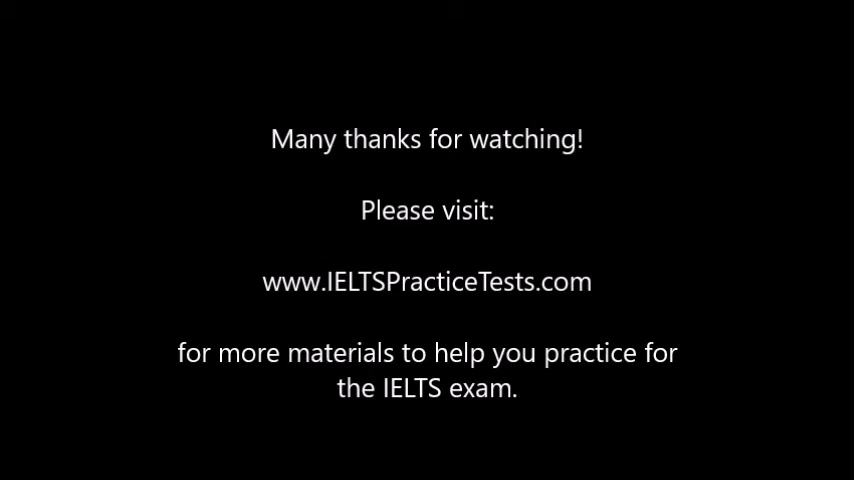 Many thanks for watching!
Please visit:
www.IELTSPracticeTests.com
for more materials to help you practice for
the IELTS exam.